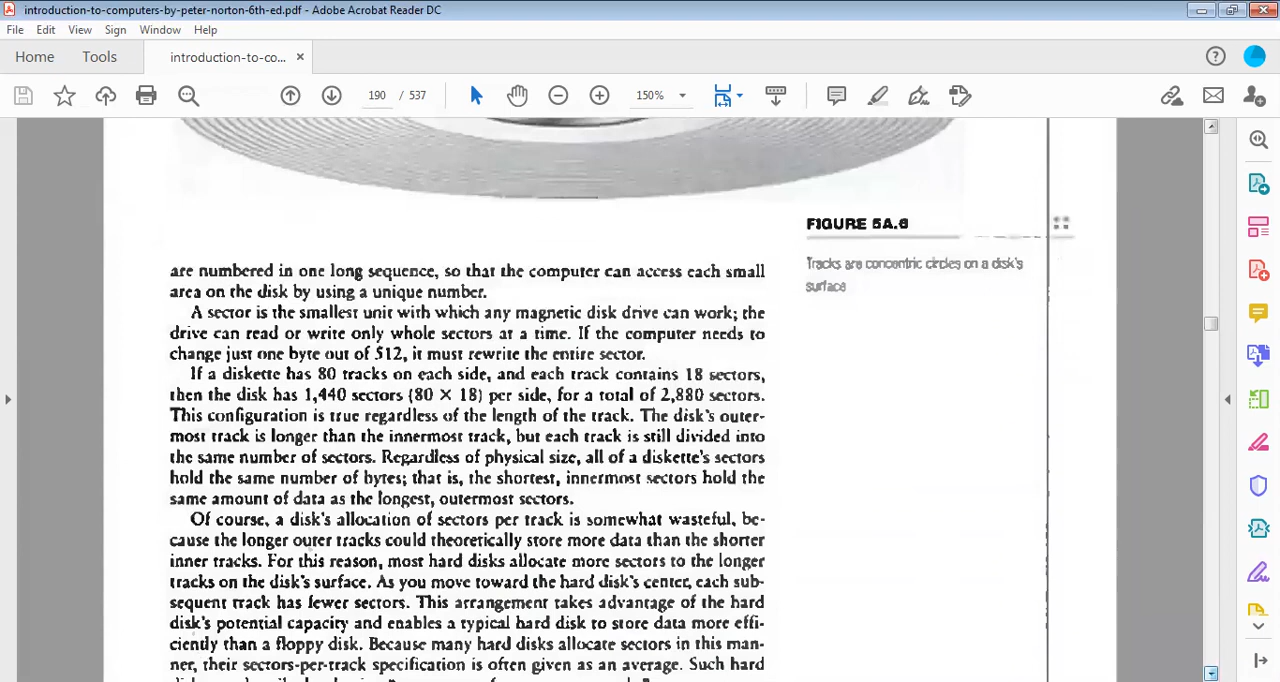 introduction-to-computers-by-peter-norton-6th-ed.pdf - Adobe Acrobat Reader DC
File Edit View Sign Window Help
Home Tools introduction-to-co... ×
190 / 537 150%
FIGURE 5A.6
Tracks are concentric circles on a disk's
surface
are numbered in one long sequence, so that the computer can access each small
area on the disk by using a unique number.
A sector is the smallest unit with which any magnetic disk drive can work; the
drive can read or write only whole sectors at a time. If the computer needs to
change just one byte out of 512, it must rewrite the entire sector.
If a diskette has 80 tracks on each side, and each track contains 18 sectors,
then the disk has 1,440 sectors (80 × 18) per side, for a total of 2,880 sectors.
This configuration is true regardless of the length of the track. The disk's outer-
most track is longer than the innermost track, but each track is still divided into
the same number of sectors. Regardless of physical size, all of a diskette's sectors
hold the same number of bytes; that is, the shortest, innermost sectors hold the
same amount of data as the longest, outermost sectors.
Of course, a disk's allocation of sectors per track is somewhat wasteful, be-
cause the longer outer tracks could theoretically store more data than the shorter
inner tracks. For this reason, most hard disks allocate more sectors to the longer
tracks on the disk's surface. As you move toward the hard disk's center, each sub-
sequent track has fewer sectors. This arrangement takes advantage of the hard
disk's potential capacity and enables a typical hard disk to store data more effi-
ciently than a floppy disk. Because many hard disks allocate sectors in this man-
ner, their sectors-per-track specification is often given as an average. Such hard